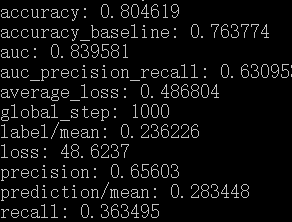 accuracy: 0.804619
accuracy_baseline: 0.763774
auc: 0.839581
auc_precision_recall: 0.63095
average_loss: 0.486804
global_step: 1000
label/mean: 0.236226
loss: 48.6237
precision: 0.65603
prediction/mean: 0.283448
recall: 0.363495